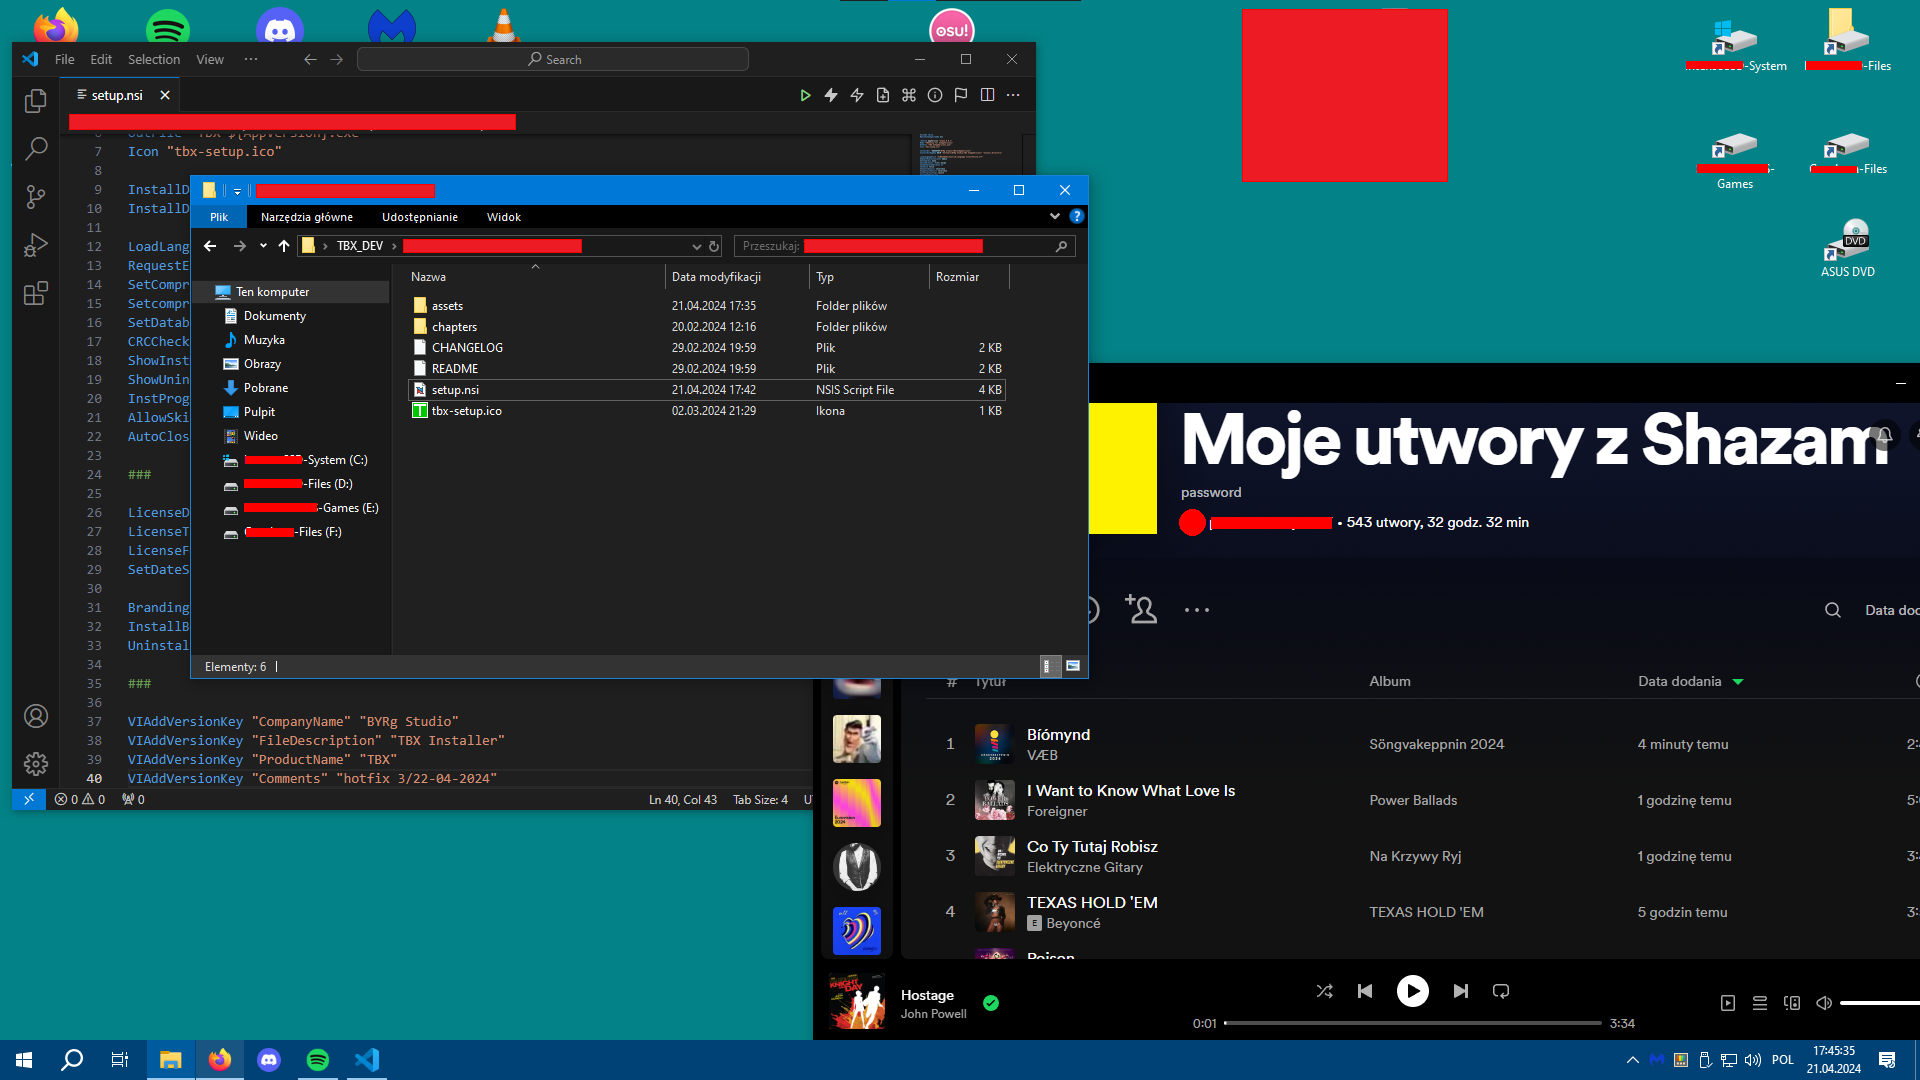 osu!
-System
-Files
-Games
-Files
ASUS DVD
DVD
File Edit Selection View ···
Search
setup.nsi
7 Icon "tbx-setup.ico"
8
9 InstallD
10 InstallD
11
12 LoadLang
13 RequestE
14 SetCompr
15 Setcompr
16 SetDatab
17 CRCCheck
18 ShowInst
19 ShowUnin
20 InstProg
21 AllowSki
22 AutoClos
23
24 ###
25
26 LicenseD
27 LicenseT
28 LicenseF
29 SetDateS
30
31 Branding
32 InstallB
33 Uninstal
34
35 ###
36
37 VIAddVersionKey "CompanyName" "BYRg Studio"
38 VIAddVersionKey "FileDescription" "TBX Installer"
39 VIAddVersionKey "ProductName" "TBX"
40 VIAddVersionKey "Comments" "hotfix 3/22-04-2024"
0 0 0
Ln 40, Col 43 Tab Size: 4
Plik Narzędzia główne Udostępnianie Widok
TBX_DEV
Przeszukaj:
Nazwa Data modyfikacji Typ Rozmiar
assets 21.04.2024 17:35 Folder plików
chapters 20.02.2024 12:16 Folder plików
CHANGELOG 29.02.2024 19:59 Plik 2 KB
README 29.02.2024 19:59 Plik 2 KB
setup.nsi 21.04.2024 17:42 NSIS Script File 4 KB
tbx-setup.ico 02.03.2024 21:29 Ikona 1 KB
Ten komputer
Dokumenty
Muzyka
Obrazy
Pobrane
Pulpit
Wideo
-System (C:)
-Files (D:)
-Games (E:)
-Files (F:)
Elementy: 6
Moje utwory z Shazam
password
• 543 utwory, 32 godz. 32 min
# Tytuł Album Data dodania
1 Bíómynd
VÆB
Söngvakeppnin 2024 4 minuty temu
2 I Want to Know What Love Is
Foreigner
Power Ballads 1 godzinę temu
3 Co Ty Tutaj Robisz
Elektryczne Gitary
Na Krzywy Ryj 1 godzinę temu
4 TEXAS HOLD 'EM
E Beyoncé
TEXAS HOLD 'EM 5 godzin temu
Poison
Hostage
John Powell
0:01 3:34
POL
17:45:35
21.04.2024